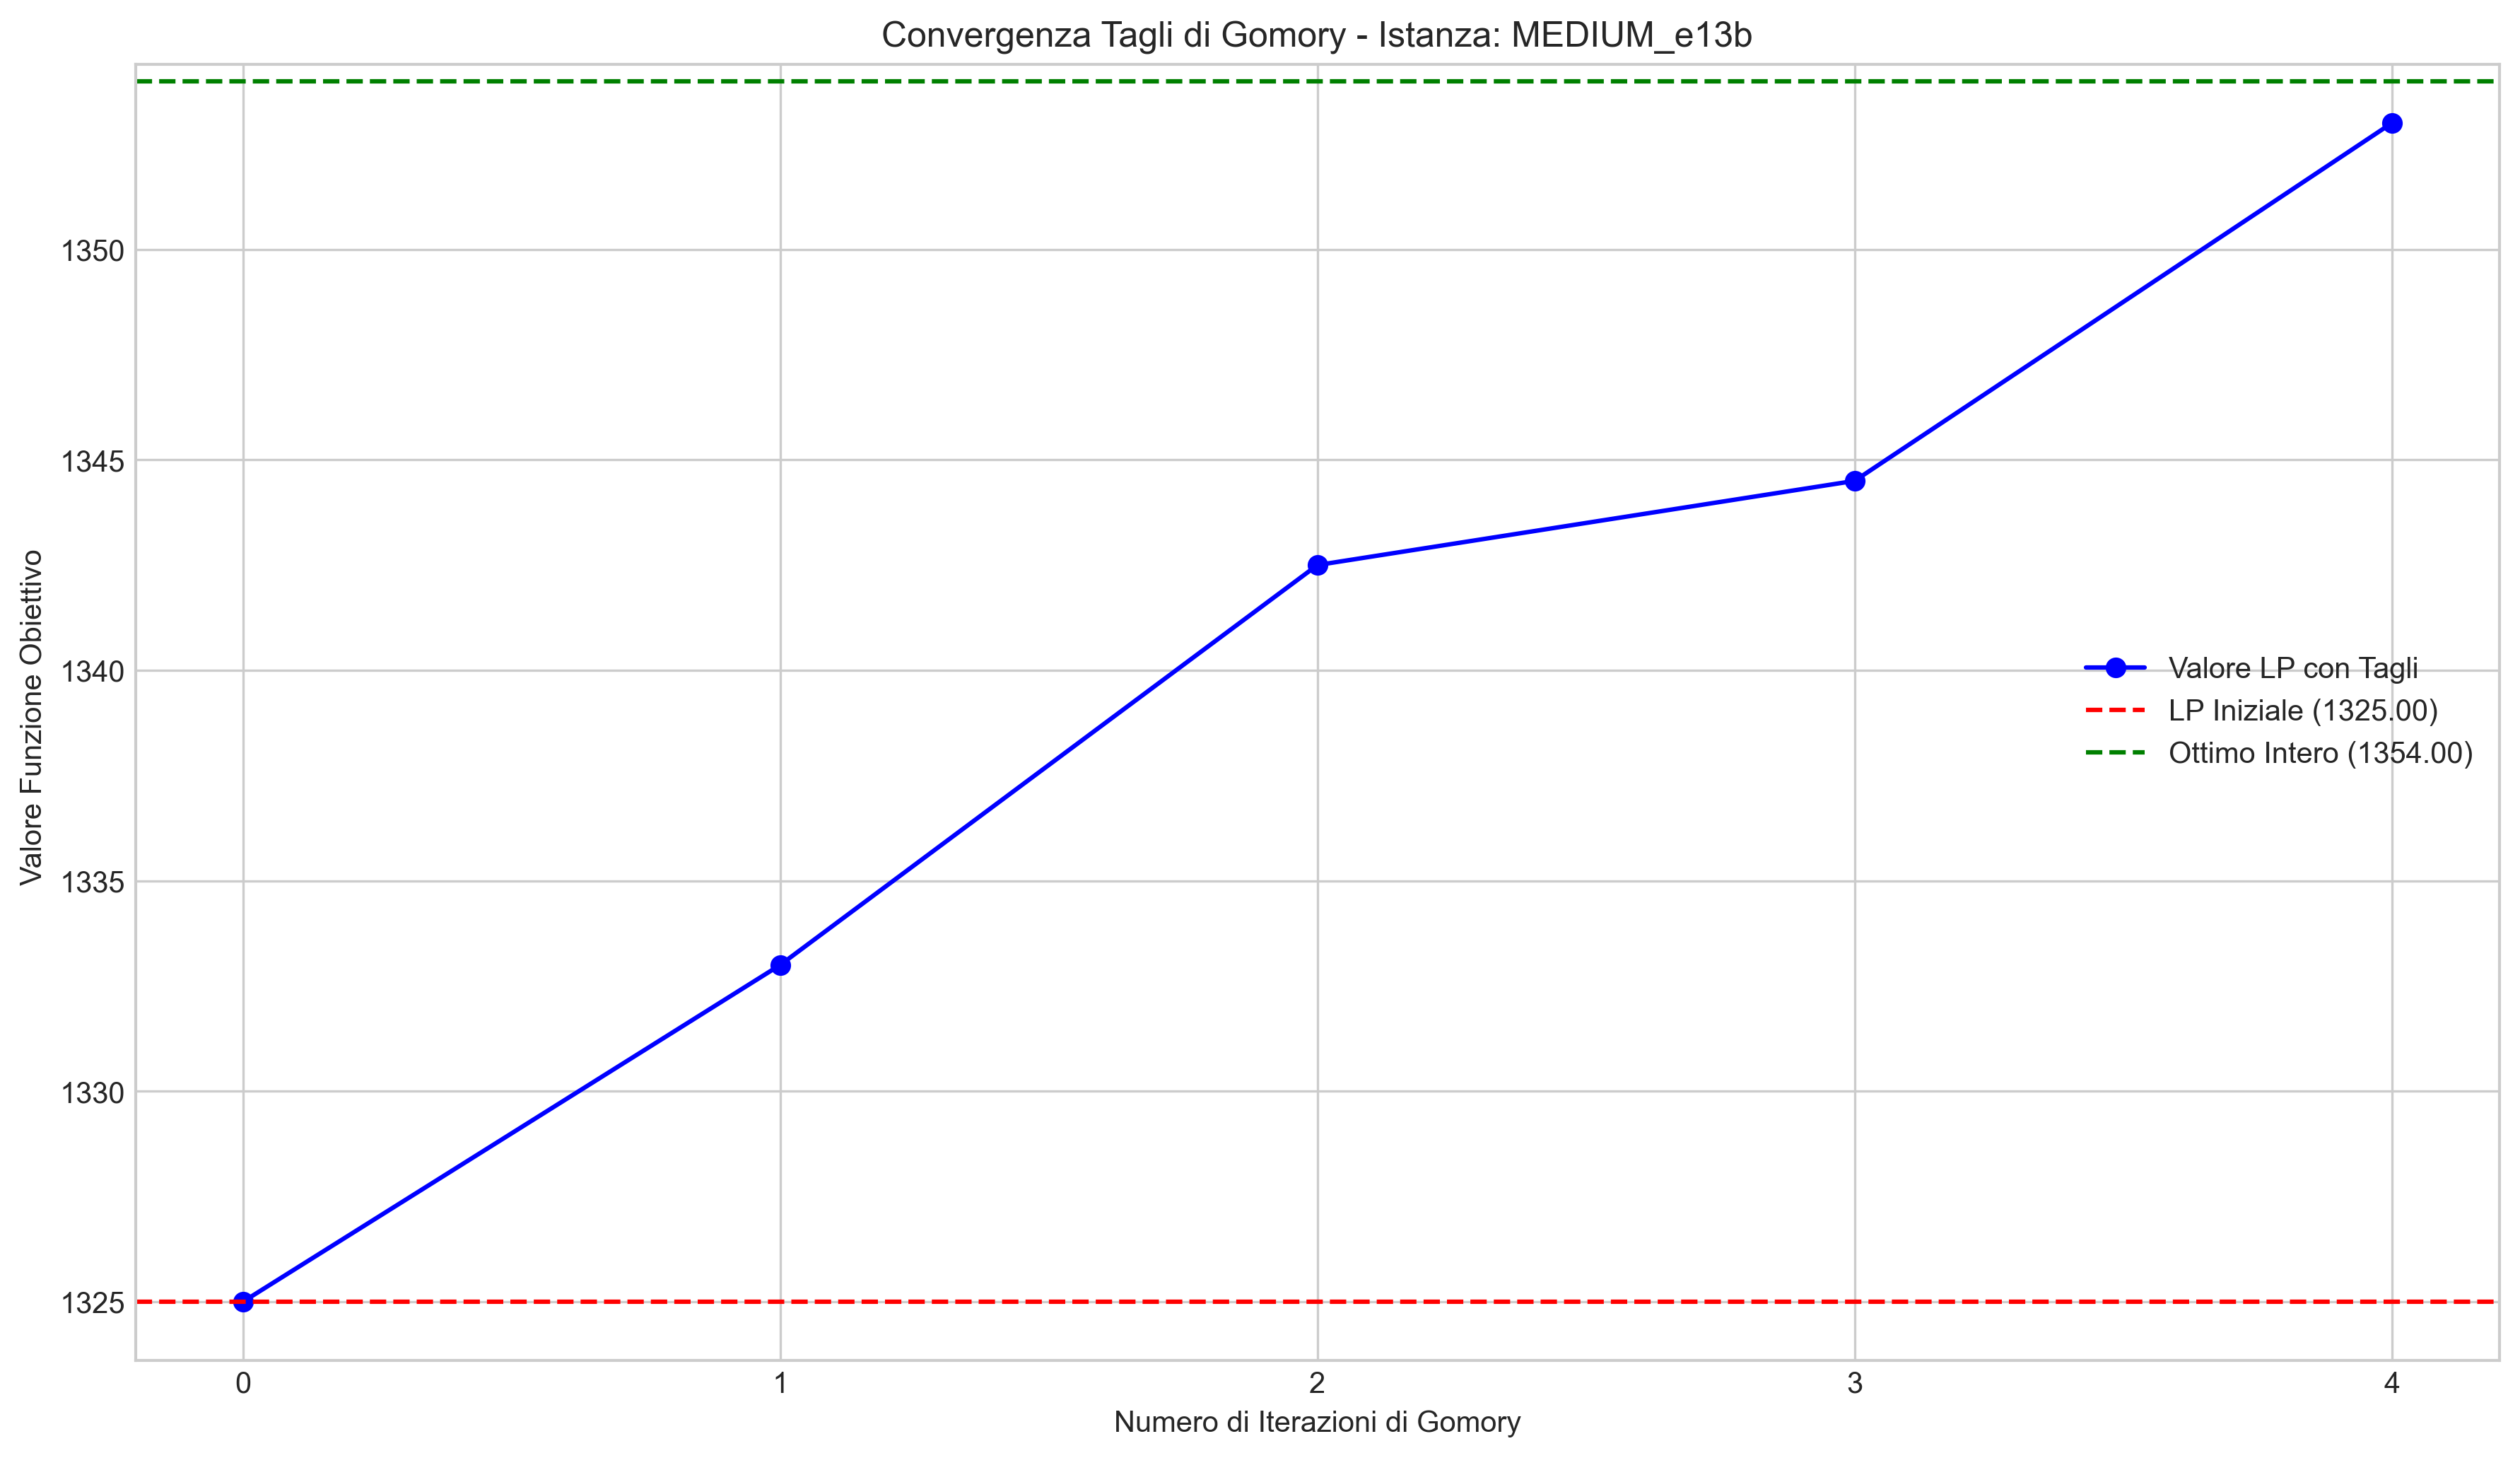 Convergenza Tagli di Gomory - Istanza: MEDIUM_e13b
Valore Funzione Obiettivo
1350
1345
1340
1335
1330
1325
Valore LP con Tagli
LP Iniziale (1325.00)
Ottimo Intero (1354.00)
0 1 2 3 4
Numero di Iterazioni di Gomory